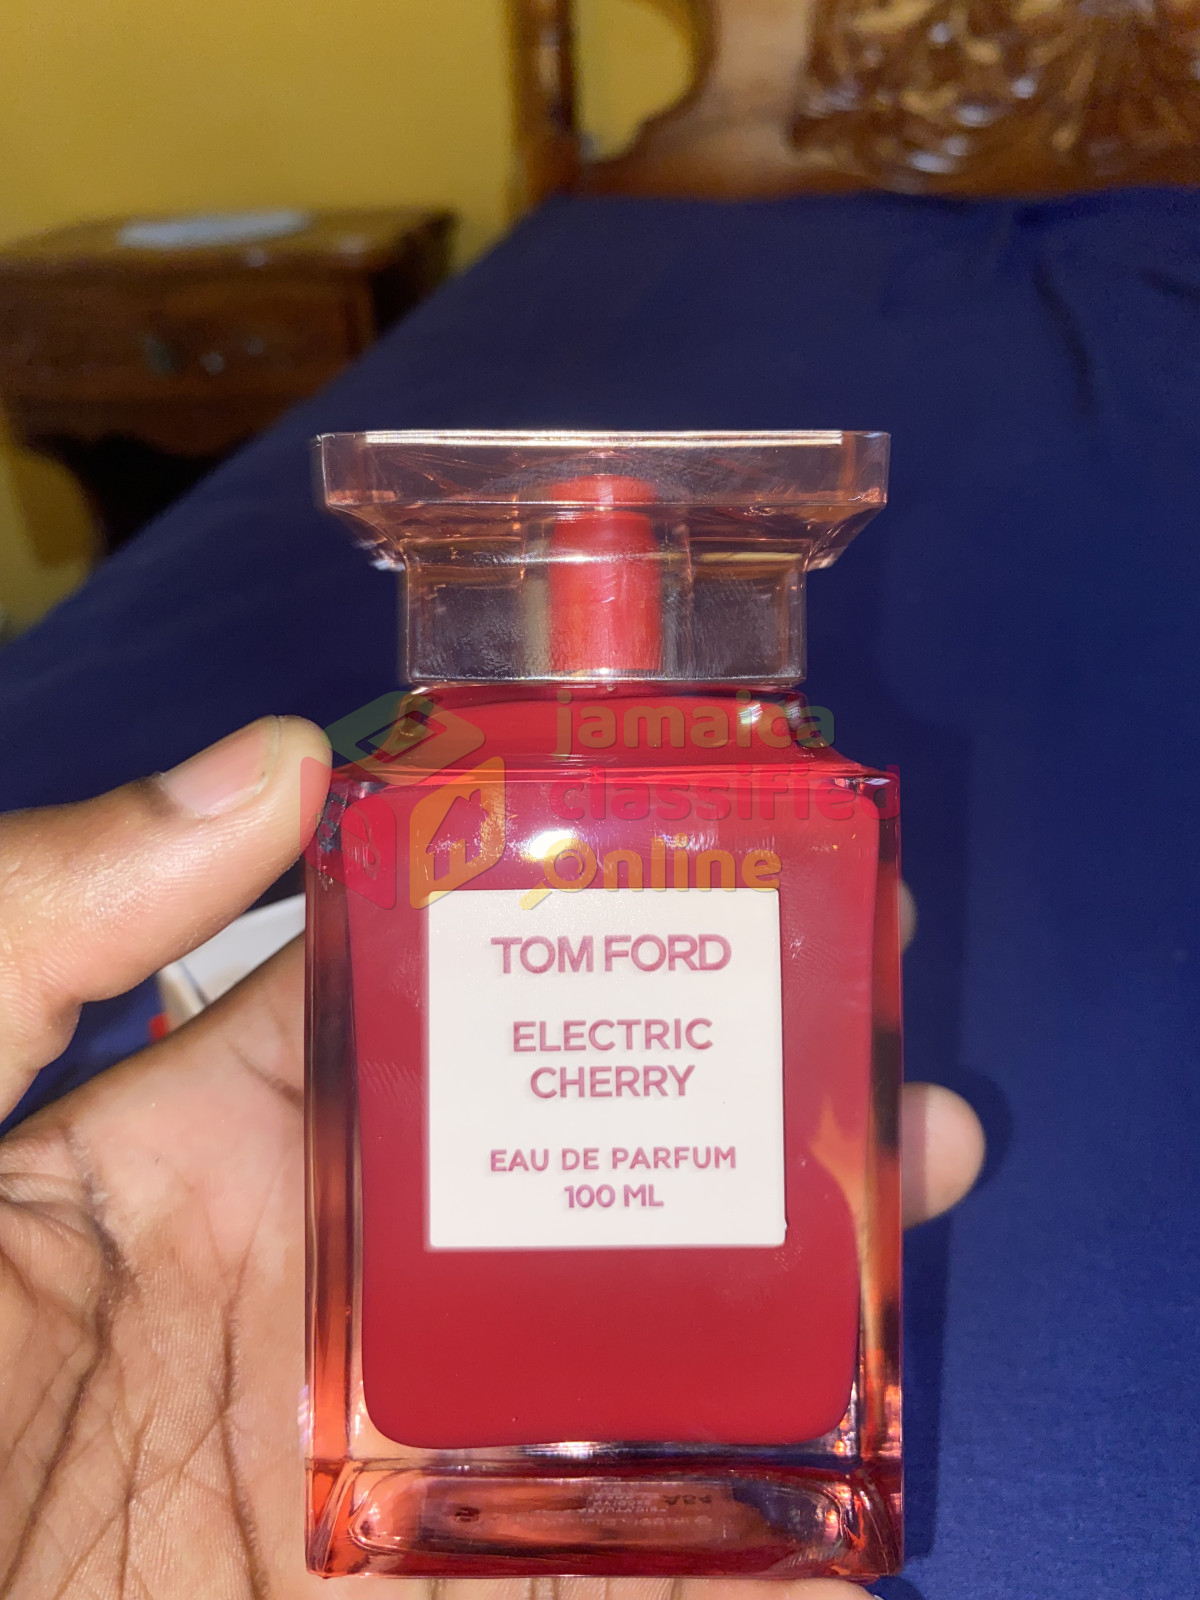 jamaica
classified
Online
TOM FORD
ELECTRIC
CHERRY
EAU DE PARFUM
100 ML